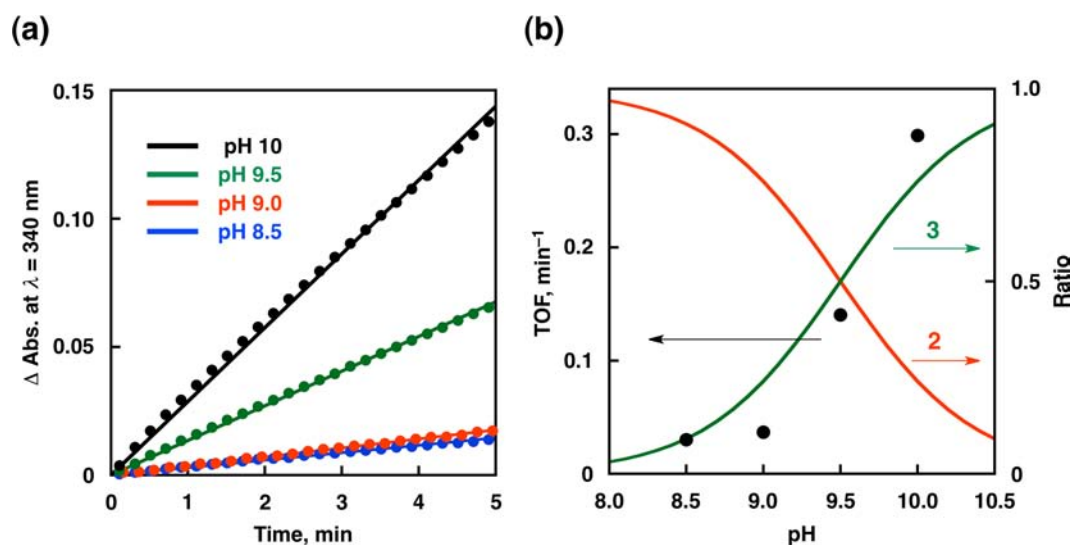 (a)
0.15
0.10
0.05
0
Δ Abs. at λ = 340 nm
pH 10
pH 9.5
pH 9.0
pH 8.5
0 1 2 3 4 5
Time, min
(b)
0.3
0.2
0.1
0
TOF, min⁻¹
3
2
1.0
0.5
0
Ratio
8.0 8.5 9.0 9.5 10.0 10.5
pH